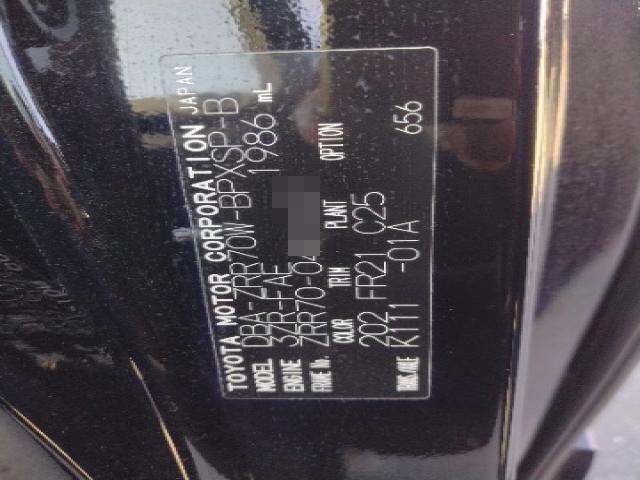 TOYOTA MOTOR CORPORATION JAPAN
MODEL DBA-ZRR70W-BPXSP-B
ENGINE 3ZR-FAE 1986 mL
FRAME No. ZRR70-0
COLOR TRIM PLANT OPTION
202 FR21 C25 656
TRANS./AXLE K111 -01A